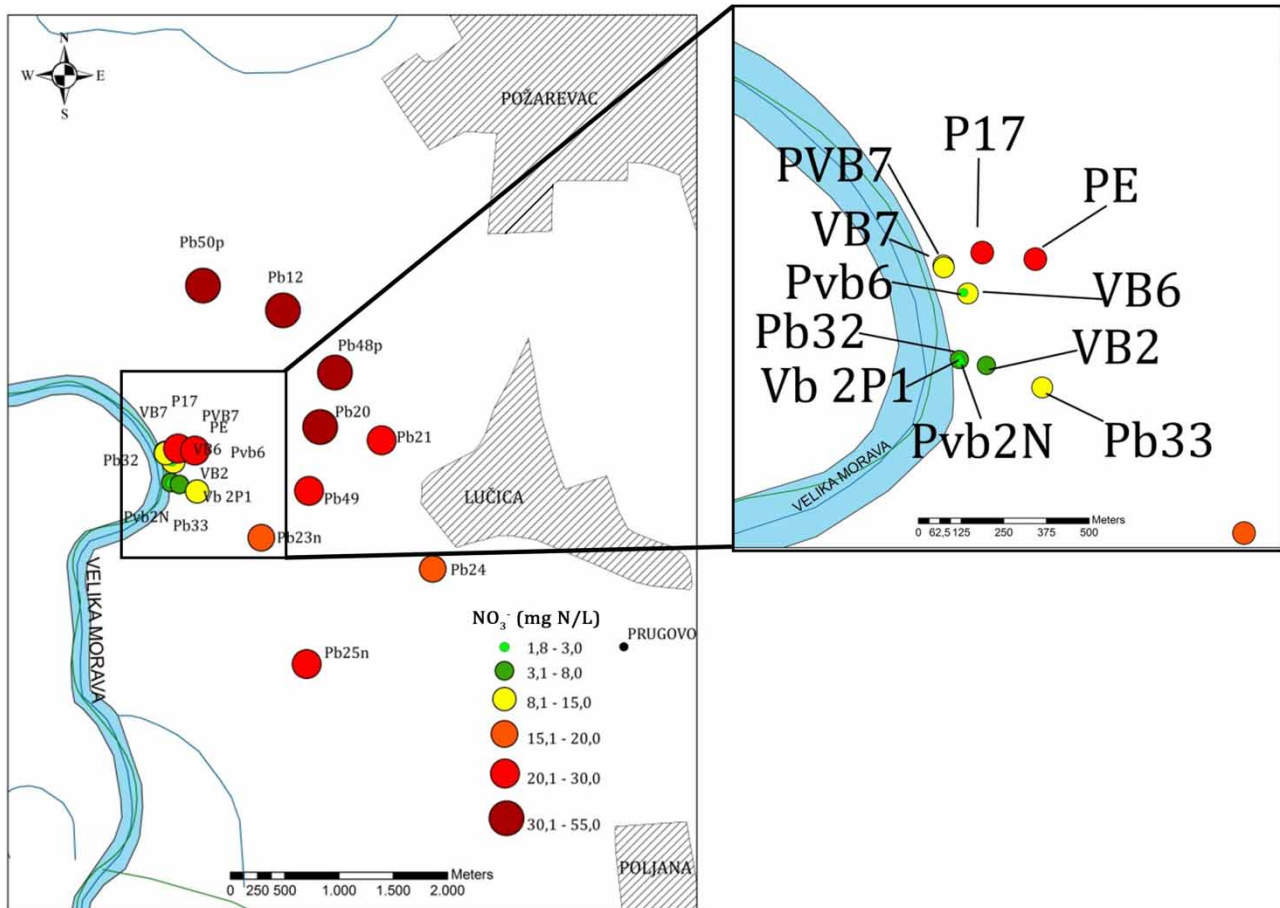 N
W E
S
POŽAREVAC
Pb50p
Pb12
Pb48p
Pb20
Pb21
Pb49
P17
VB7
PVB7
PE
VB6
Pvb6
Pb32
VB2
Vb 2P1
Pvb2N
Pb33
Pb23n
LUČICA
Pb24
VELIKA MORAVA
Pb25n
NO₃⁻ (mg N/L)
1,8 - 3,0
3,1 - 8,0
8,1 - 15,0
15,1 - 20,0
20,1 - 30,0
30,1 - 55,0
PRUGOVO
POLJANA
Meters
0 250 500 1.000 1.500 2.000
P17
PVB7
PE
VB7
Pvb6
VB6
Pb32
VB2
Vb 2P1
Pvb2N
Pb33
VELIKA MORAVA
Meters
0 62,5 125 250 375 500